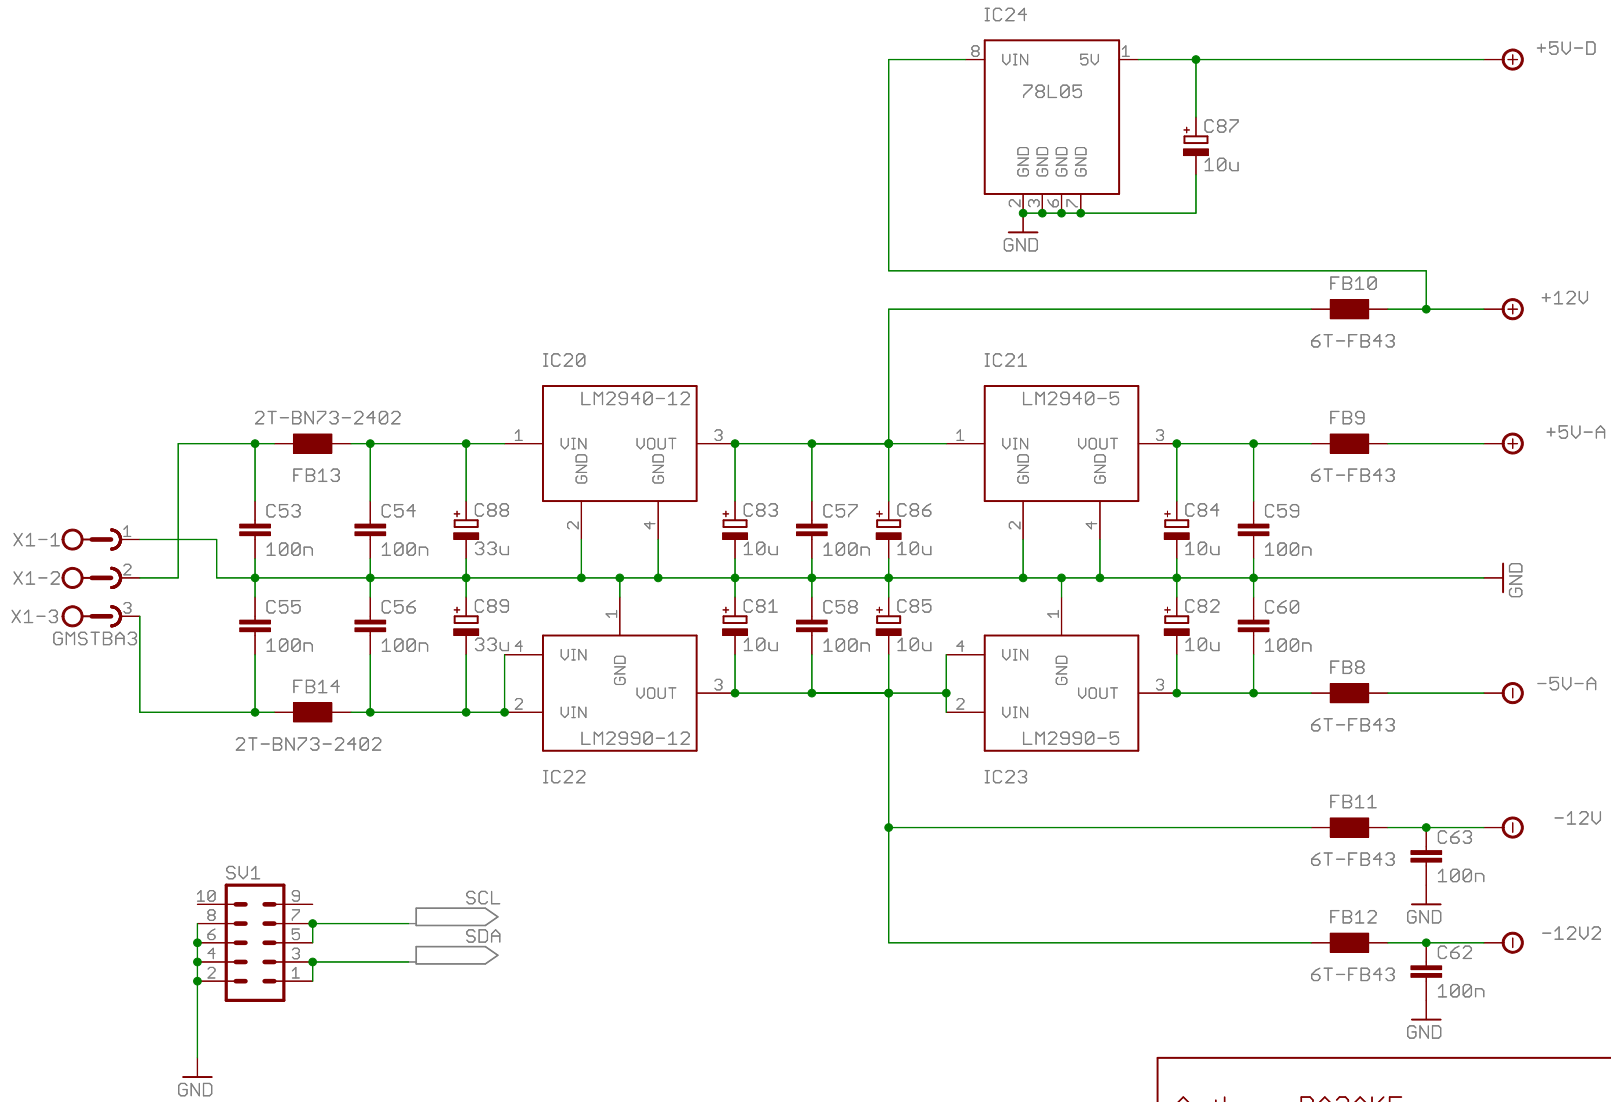 IC24
8 VIN 5V 1
+5V-D
78L05
C87
10u
GND GND GND GND
2 3 6 7
GND
FB10
+12V
6T-FB43
IC20
IC21
LM2940-12
LM2940-5
2T-BN73-2402
FB9
+5V-A
1 VIN VOUT 3
1 VIN VOUT 3
GND GND
GND GND
FB13
6T-FB43
C53
C54
C88
C83
C57
C86
C84
C59
2 4
2 4
X1-1 1
100n
100n
33u
10u
100n
10u
10u
100n
X1-2 2
GND
X1-3 3
GMSTBA3
C55
C56
C89
1
C81
C58
C85
1
C82
C60
100n
100n
33u
10u
100n
10u
10u
100n
4 VIN
4 VIN
GND
GND
FB14
FB8
-5V-A
VOUT 3
VOUT 3
2 VIN
2 VIN
6T-FB43
2T-BN73-2402
LM2990-12
LM2990-5
IC22
IC23
FB11
-12V
C63
6T-FB43
100n
SV1
SCL
10 9
8 7
6 5
4 3
2 1
SDA
GND
FB12
-12V2
C62
6T-FB43
100n
GND
GND